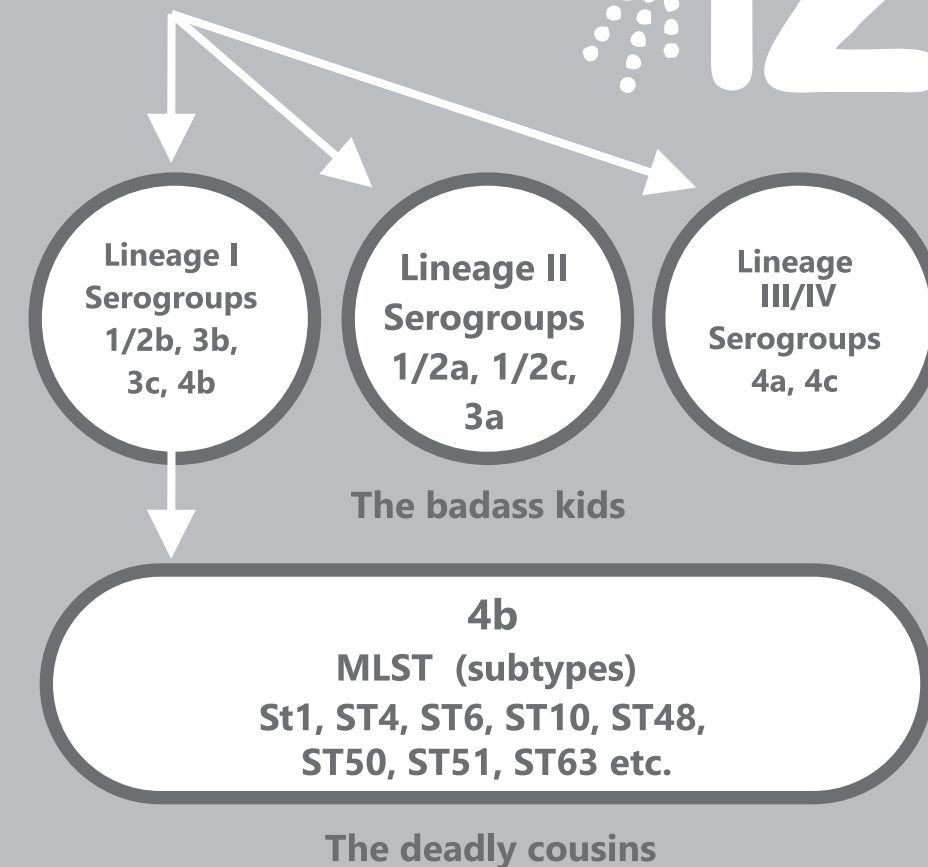 Lineage I
Serogroups
1/2b, 3b,
3c, 4b
Lineage II
Serogroups
1/2a, 1/2c,
3a
Lineage
III/IV
Serogroups
4a, 4c
The badass kids
4b
MLST (subtypes)
St1, ST4, ST6, ST10, ST48,
ST50, ST51, ST63 etc.
The deadly cousins